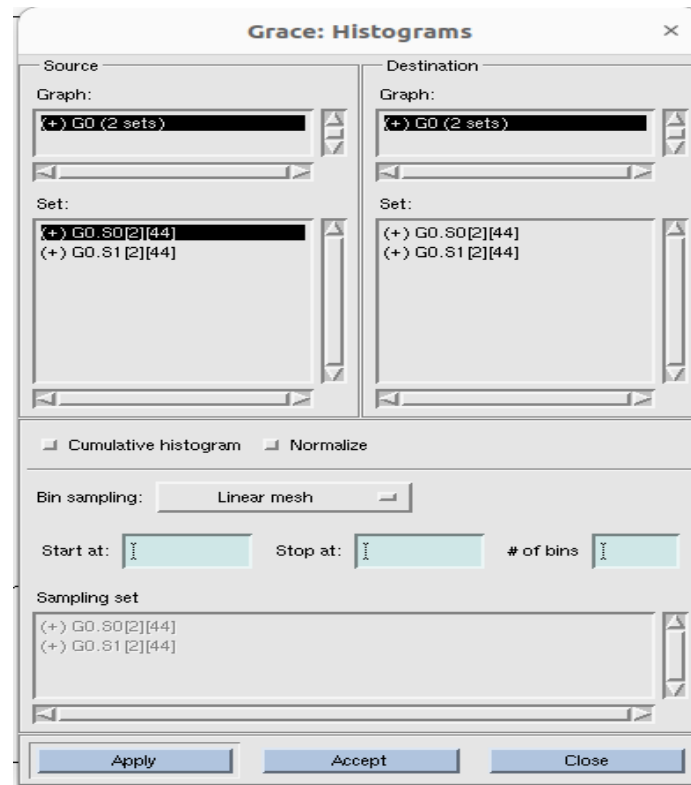 Grace: Histograms
Source
Graph:
(+) G0 (2 sets)
Set:
(+) G0.S0[2][44]
(+) G0.S1[2][44]
Destination
Graph:
(+) G0 (2 sets)
Set:
(+) G0.S0[2][44]
(+) G0.S1[2][44]
Cumulative histogram Normalize
Bin sampling: Linear mesh
Start at: Stop at: # of bins
Sampling set
(+) G0.S0[2][44]
(+) G0.S1[2][44]
Apply Accept Close